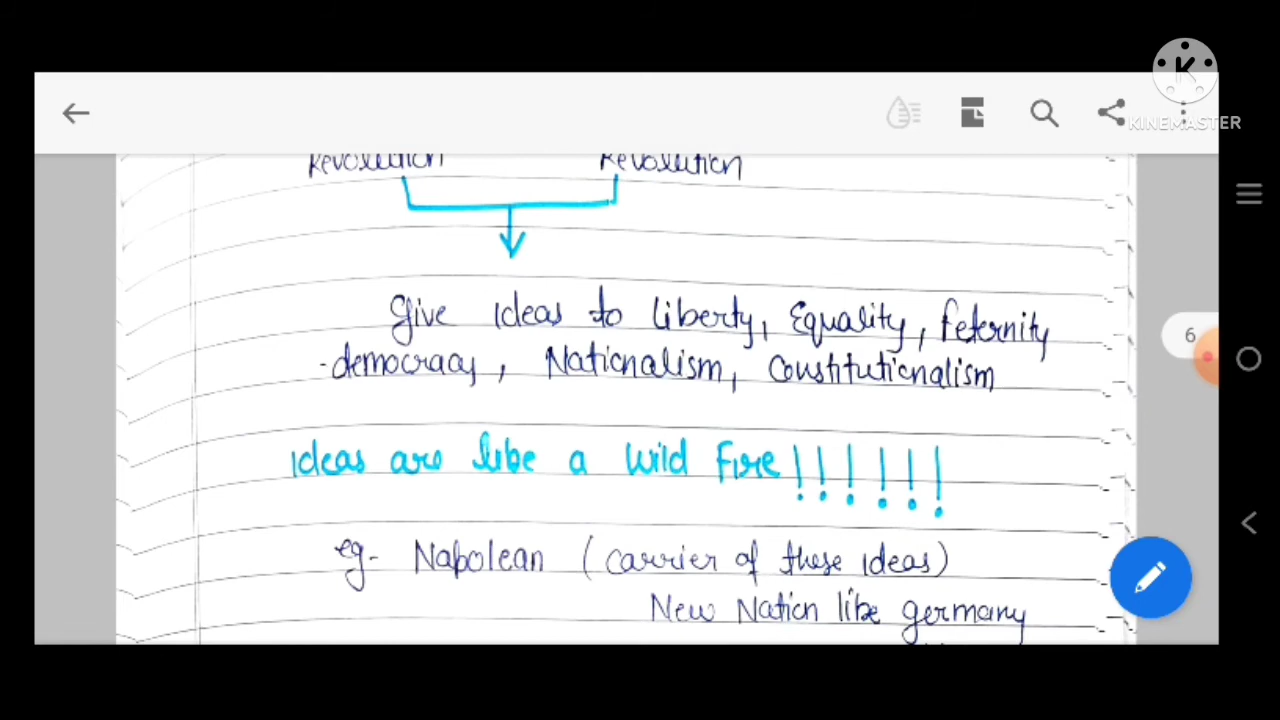 KINEMASTER
Revolution Revolution
Give ideas to Liberty, Equality, Feternity
-democracy, Nationalism, Constitutionalism
6
Ideas are like a Wild Fire!!!!!!
eg- Napolean (carrier of these ideas)
New Nation like germany